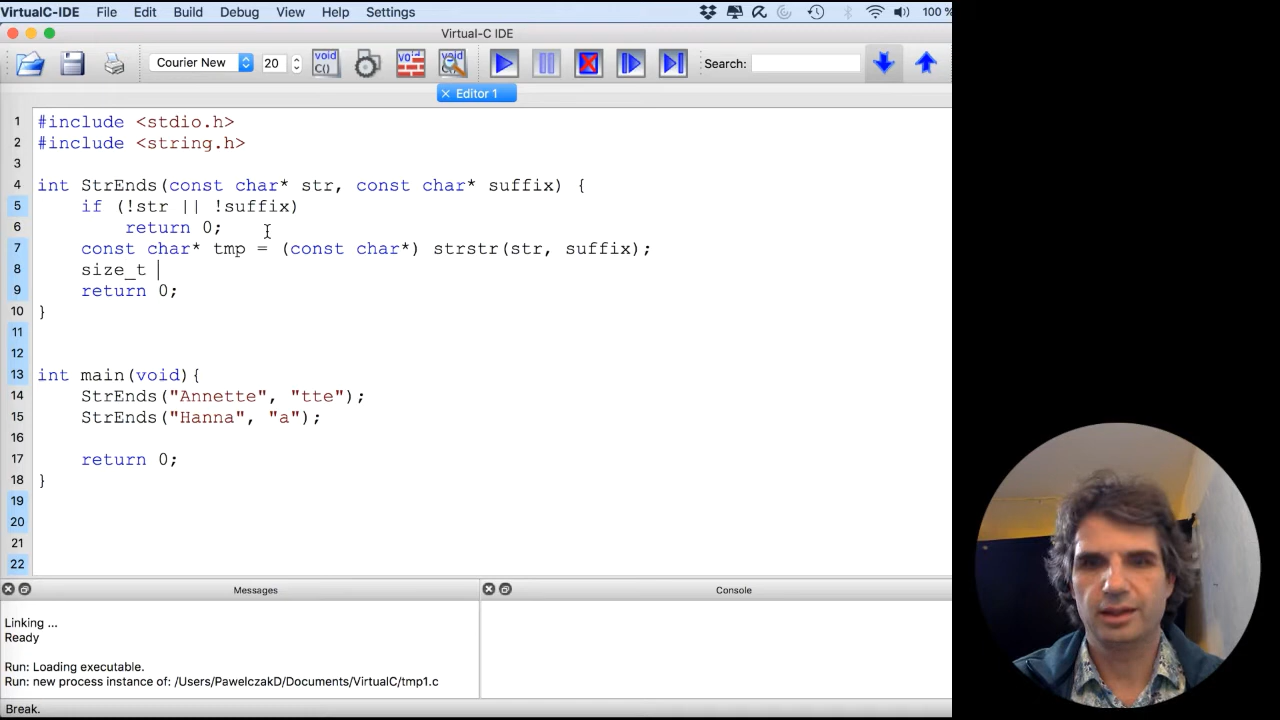 VirtualC-IDE File Edit Build Debug View Help Settings 100 %
Virtual-C IDE
Courier New 20 void C() void void Search:
Editor 1
1 #include <stdio.h>
2 #include <string.h>
3
4 int StrEnds(const char* str, const char* suffix) {
5 if (!str || !suffix)
6 return 0;
7 const char* tmp = (const char*) strstr(str, suffix);
8 size_t
9 return 0;
10 }
11
12
13 int main(void){
14 StrEnds("Annette", "tte");
15 StrEnds("Hanna", "a");
16
17 return 0;
18 }
19
20
21
22
Messages Console
Linking ...
Ready
Run: Loading executable.
Run: new process instance of: /Users/PawelczakD/Documents/VirtualC/tmp1.c
Break.